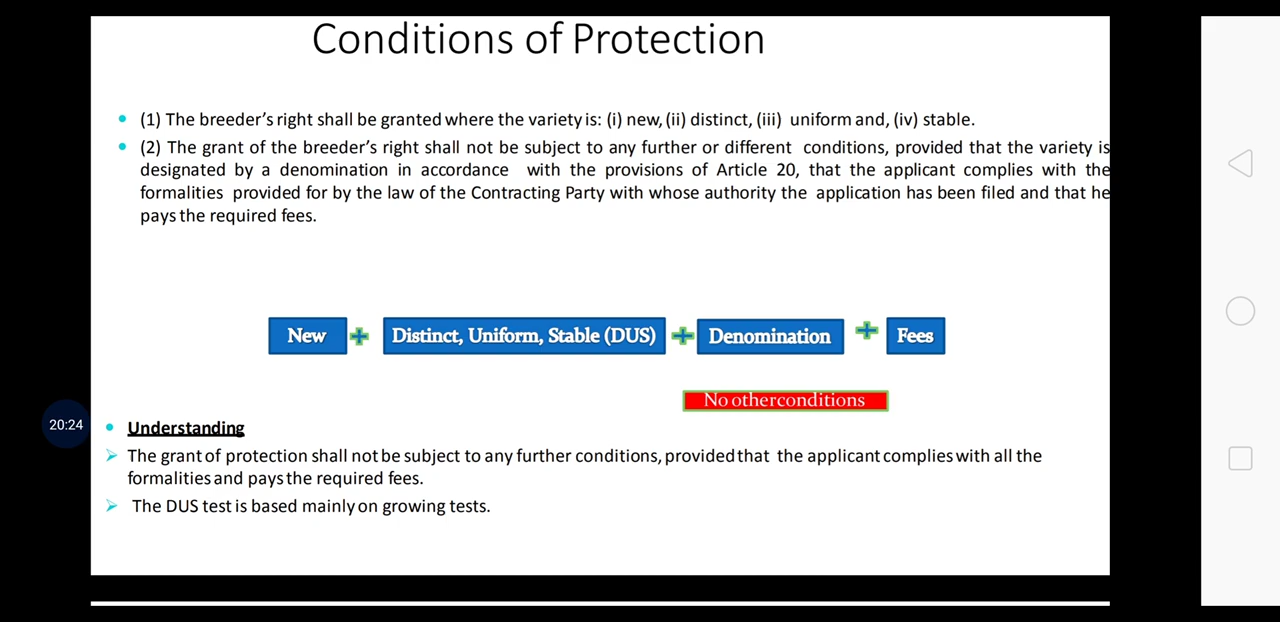 Conditions of Protection
• (1) The breeder's right shall be granted where the variety is: (i) new, (ii) distinct, (iii) uniform and, (iv) stable.
• (2) The grant of the breeder's right shall not be subject to any further or different conditions, provided that the variety is
designated by a denomination in accordance with the provisions of Article 20, that the applicant complies with the
formalities provided for by the law of the Contracting Party with whose authority the application has been filed and that he
pays the required fees.
New + Distinct, Uniform, Stable (DUS) + Denomination + Fees
No other conditions
20:24
• Understanding
➢ The grant of protection shall not be subject to any further conditions, provided that the applicant complies with all the
formalities and pays the required fees.
➢ The DUS test is based mainly on growing tests.